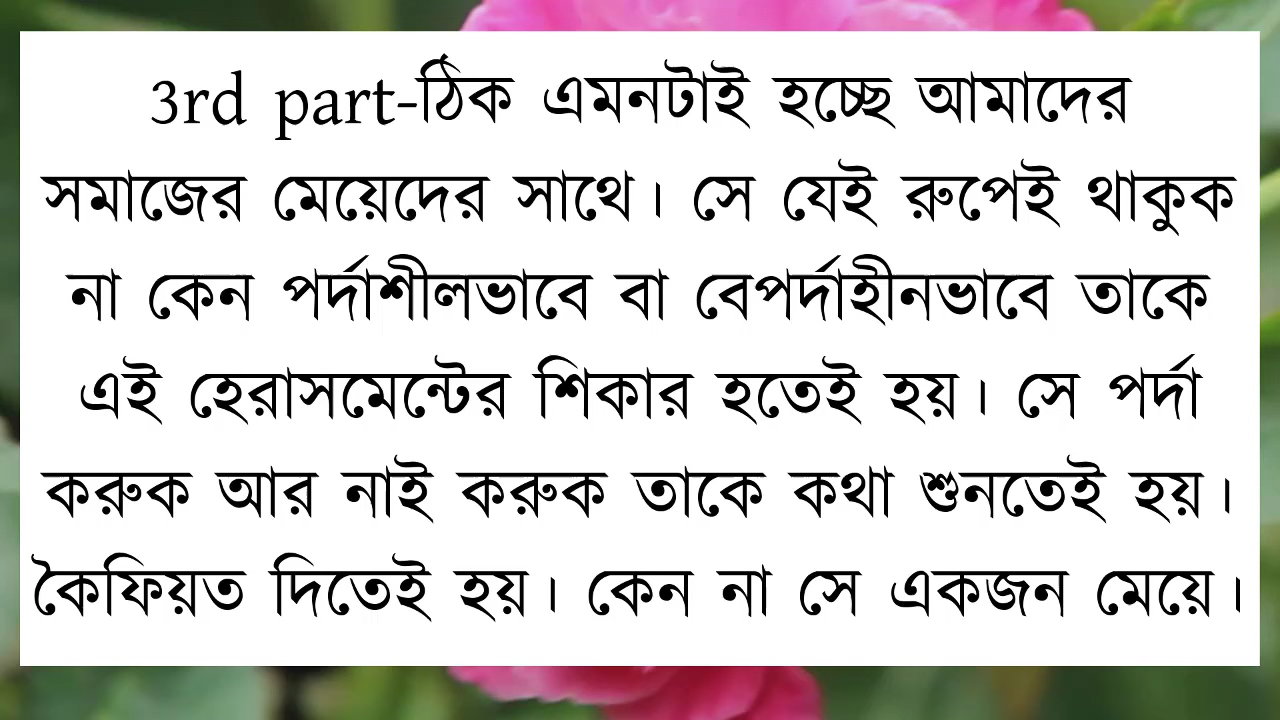 3rd part-ঠিক এমনটাই হচ্ছে আমাদের
সমাজের মেয়েদের সাথে। সে যেই রুপেই থাকুক
না কেন পর্দাশীলভাবে বা বেপর্দাহীনভাবে তাকে
এই হেরাসমেন্টের শিকার হতেই হয়। সে পর্দা
করুক আর নাই করুক তাকে কথা শুনতেই হয়।
কৈফিয়ত দিতেই হয়। কেন না সে একজন মেয়ে।